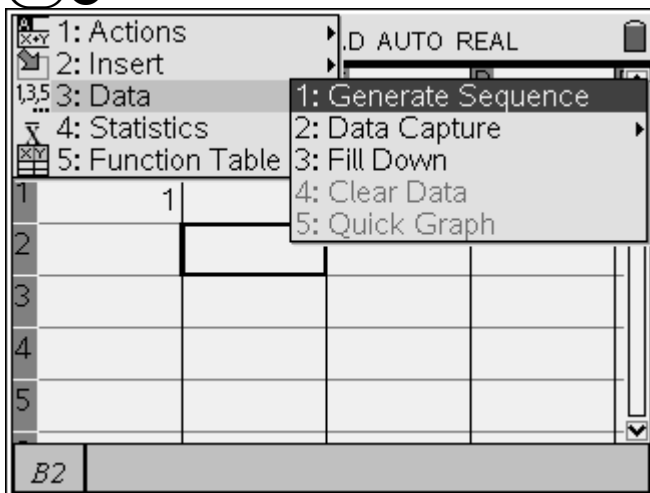 1: Actions
.D AUTO REAL
2: Insert
3: Data
1: Generate Sequence
4: Statistics
2: Data Capture
5: Function Table
3: Fill Down
4: Clear Data
5: Quick Graph
1 1
2
3
4
5
B2